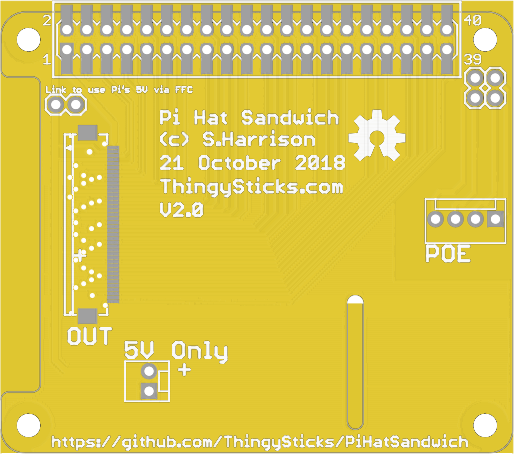 2 40
1 39
Link to use Pi's 5V via FFC
Pi Hat Sandwich
(c) S.Harrison
21 October 2018
ThingySticks.com
V2.0
POE
OUT
5V Only
+
https://github.com/ThingySticks/PiHatSandwich